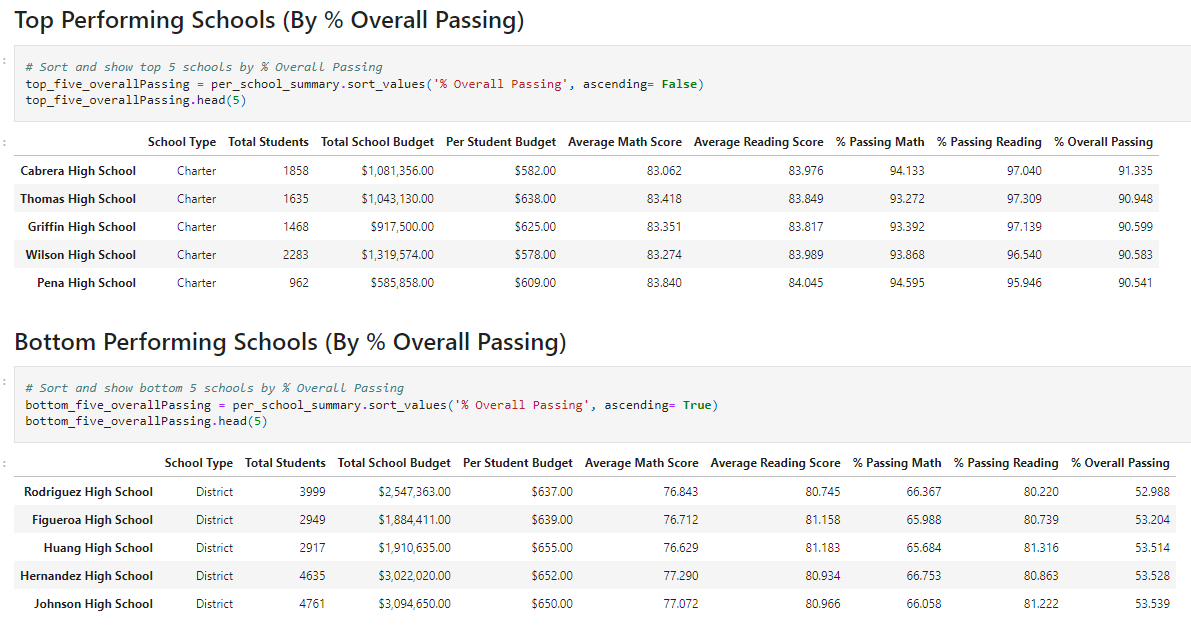 Top Performing Schools (By % Overall Passing)
# Sort and show top 5 schools by % Overall Passing
top_five_overallPassing = per_school_summary.sort_values('% Overall Passing', ascending= False)
top_five_overallPassing.head(5)
School Type Total Students Total School Budget Per Student Budget Average Math Score Average Reading Score % Passing Math % Passing Reading % Overall Passing
Cabrera High School Charter 1858 $1,081,356.00 $582.00 83.062 83.976 94.133 97.040 91.335
Thomas High School Charter 1635 $1,043,130.00 $638.00 83.418 83.849 93.272 97.309 90.948
Griffin High School Charter 1468 $917,500.00 $625.00 83.351 83.817 93.392 97.139 90.599
Wilson High School Charter 2283 $1,319,574.00 $578.00 83.274 83.989 93.868 96.540 90.583
Pena High School Charter 962 $585,858.00 $609.00 83.840 84.045 94.595 95.946 90.541
Bottom Performing Schools (By % Overall Passing)
# Sort and show bottom 5 schools by % Overall Passing
bottom_five_overallPassing = per_school_summary.sort_values('% Overall Passing', ascending= True)
bottom_five_overallPassing.head(5)
School Type Total Students Total School Budget Per Student Budget Average Math Score Average Reading Score % Passing Math % Passing Reading % Overall Passing
Rodriguez High School District 3999 $2,547,363.00 $637.00 76.843 80.745 66.367 80.220 52.988
Figueroa High School District 2949 $1,884,411.00 $639.00 76.712 81.158 65.988 80.739 53.204
Huang High School District 2917 $1,910,635.00 $655.00 76.629 81.183 65.684 81.316 53.514
Hernandez High School District 4635 $3,022,020.00 $652.00 77.290 80.934 66.753 80.863 53.528
Johnson High School District 4761 $3,094,650.00 $650.00 77.072 80.966 66.058 81.222 53.539